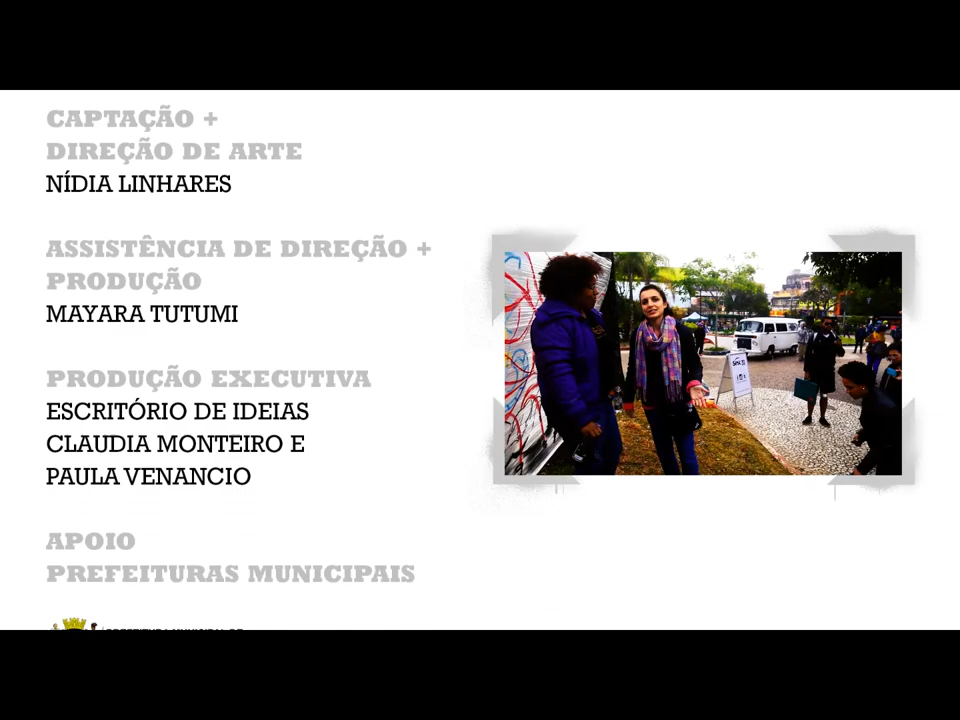 CAPTAÇÃO +
DIREÇÃO DE ARTE
NÍDIA LINHARES
ASSISTÊNCIA DE DIREÇÃO +
PRODUÇÃO
MAYARA TUTUMI
PRODUÇÃO EXECUTIVA
ESCRITÓRIO DE IDEIAS
CLAUDIA MONTEIRO E
PAULA VENANCIO
APOIO
PREFEITURAS MUNICIPAIS